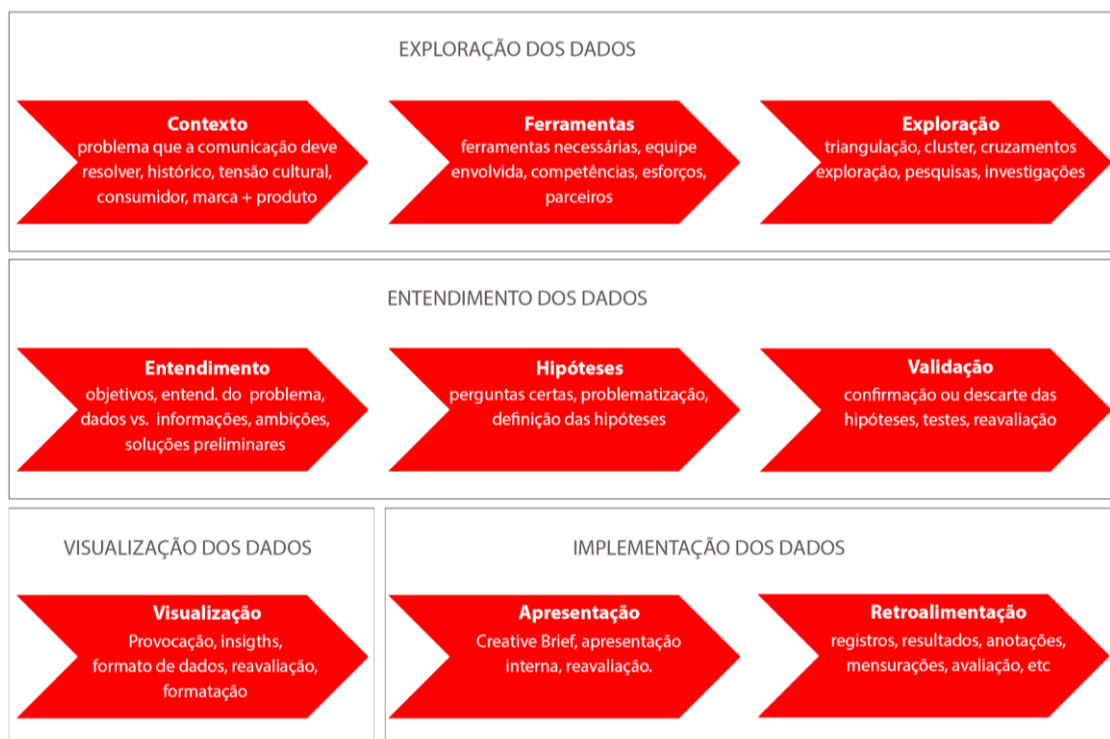 EXPLORAÇÃO DOS DADOS
Contexto
problema que a comunicação deve
resolver, histórico, tensão cultural,
consumidor, marca + produto
Ferramentas
ferramentas necessárias, equipe
envolvida, competências, esforços,
parceiros
Exploração
triangulação, cluster, cruzamentos
exploração, pesquisas, investigações
ENTENDIMENTO DOS DADOS
Entendimento
objetivos, entend. do problema,
dados vs. informações, ambições,
soluções preliminares
Hipóteses
perguntas certas, problematização,
definição das hipóteses
Validação
confirmação ou descarte das
hipóteses, testes, reavaliação
VISUALIZAÇÃO DOS DADOS
Visualização
Provocação, insigths,
formato de dados, reavaliação,
formatação
IMPLEMENTAÇÃO DOS DADOS
Apresentação
Creative Brief, apresentação
interna, reavaliação.
Retroalimentação
registros, resultados, anotações,
mensurações, avaliação, etc